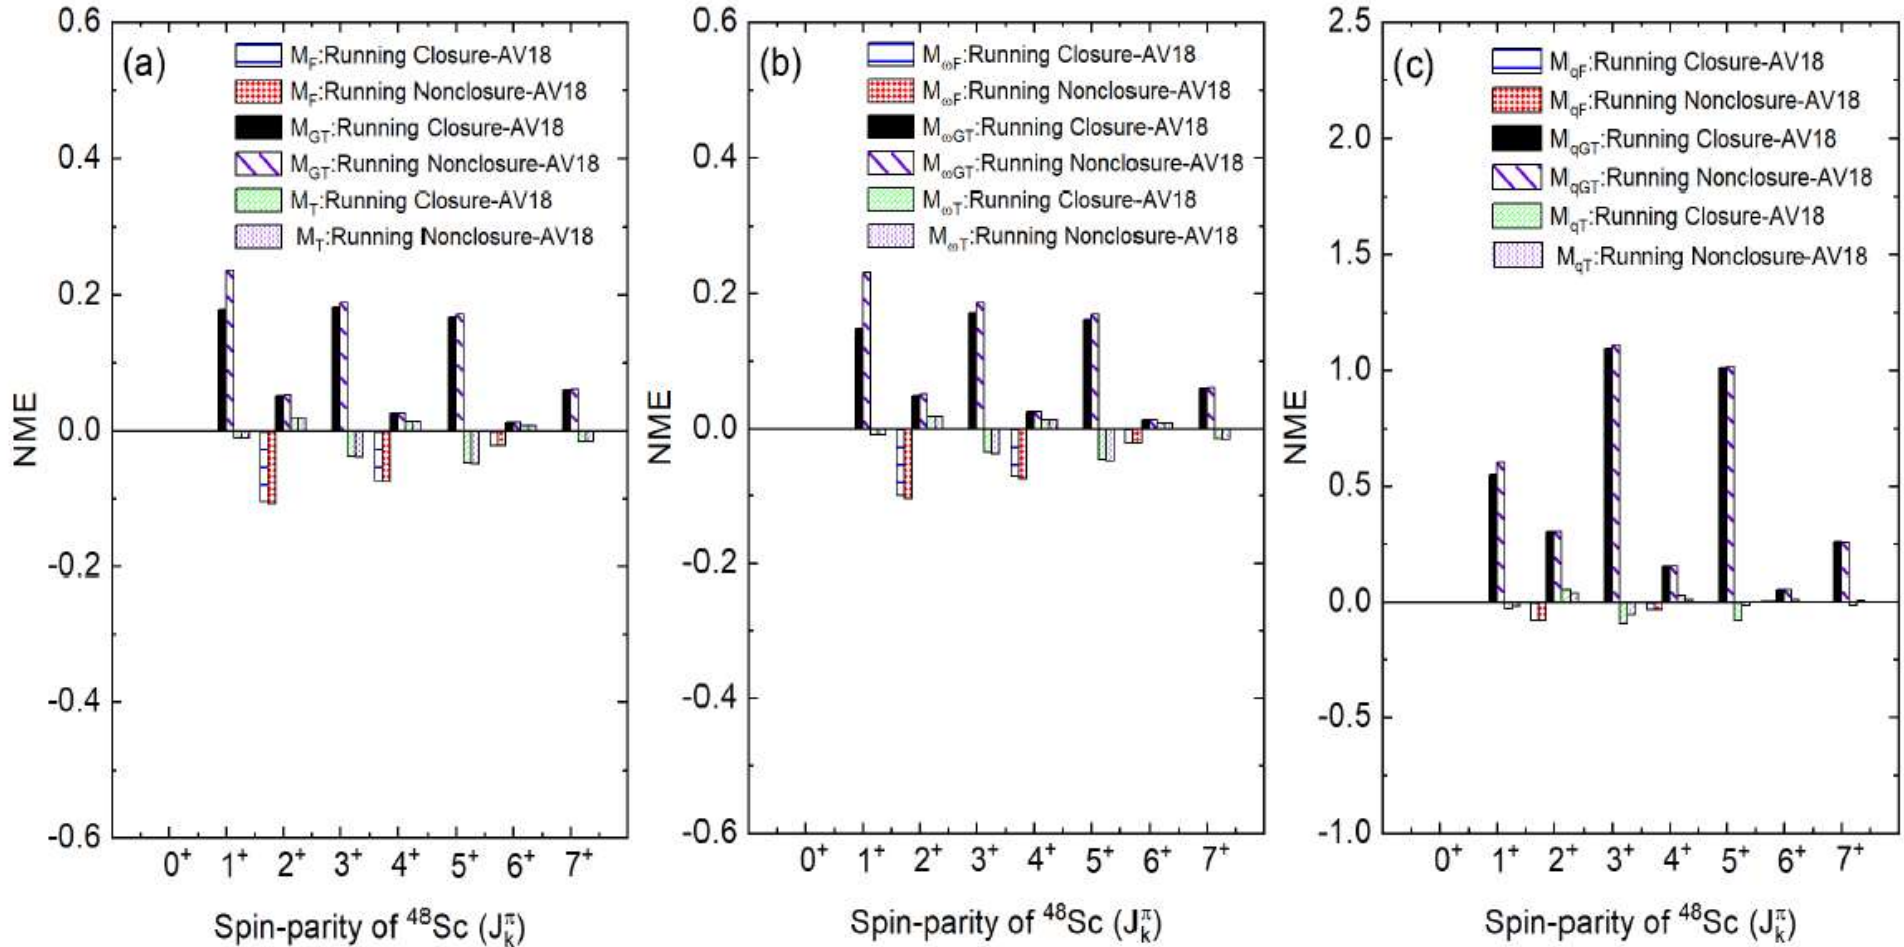 (a)
M_F:Running Closure-AV18
M_F:Running Nonclosure-AV18
M_GT:Running Closure-AV18
M_GT:Running Nonclosure-AV18
M_T:Running Closure-AV18
M_T:Running Nonclosure-AV18
0.6
0.4
0.2
0.0
-0.2
-0.4
-0.6
NME
0⁺ 1⁺ 2⁺ 3⁺ 4⁺ 5⁺ 6⁺ 7⁺
Spin-parity of ⁴⁸Sc (J_k^π)
(b)
M_ωF:Running Closure-AV18
M_ωF:Running Nonclosure-AV18
M_ωGT:Running Closure-AV18
M_ωGT:Running Nonclosure-AV18
M_ωT:Running Closure-AV18
M_ωT:Running Nonclosure-AV18
0.6
0.4
0.2
0.0
-0.2
-0.4
-0.6
NME
0⁺ 1⁺ 2⁺ 3⁺ 4⁺ 5⁺ 6⁺ 7⁺
Spin-parity of ⁴⁸Sc (J_k^π)
(c)
M_qF:Running Closure-AV18
M_qF:Running Nonclosure-AV18
M_qGT:Running Closure-AV18
M_qGT:Running Nonclosure-AV18
M_qT:Running Closure-AV18
M_qT:Running Nonclosure-AV18
2.5
2.0
1.5
1.0
0.5
0.0
-0.5
-1.0
NME
0⁺ 1⁺ 2⁺ 3⁺ 4⁺ 5⁺ 6⁺ 7⁺
Spin-parity of ⁴⁸Sc (J_k^π)